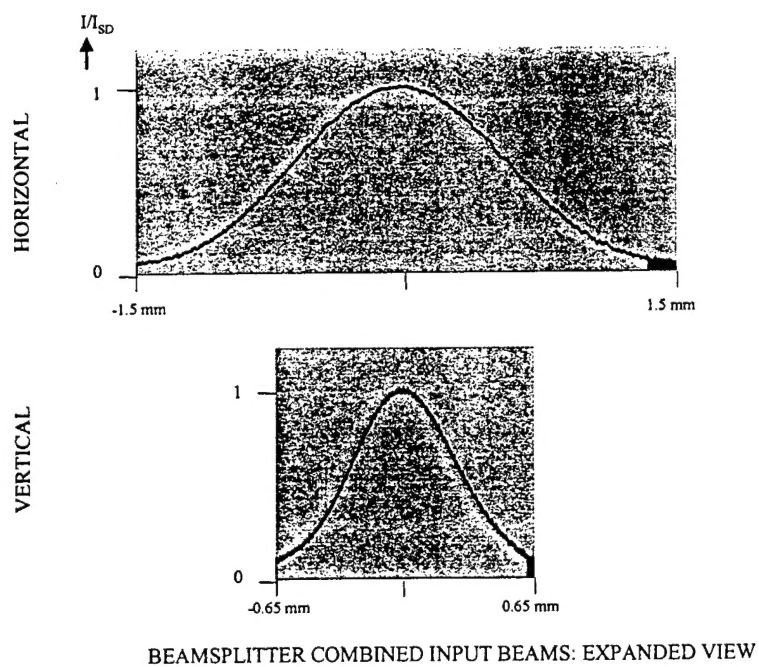 I/I_SD
HORIZONTAL
1
0
-1.5 mm
1.5 mm
VERTICAL
1
0
-0.65 mm
0.65 mm
BEAMSPLITTER COMBINED INPUT BEAMS: EXPANDED VIEW